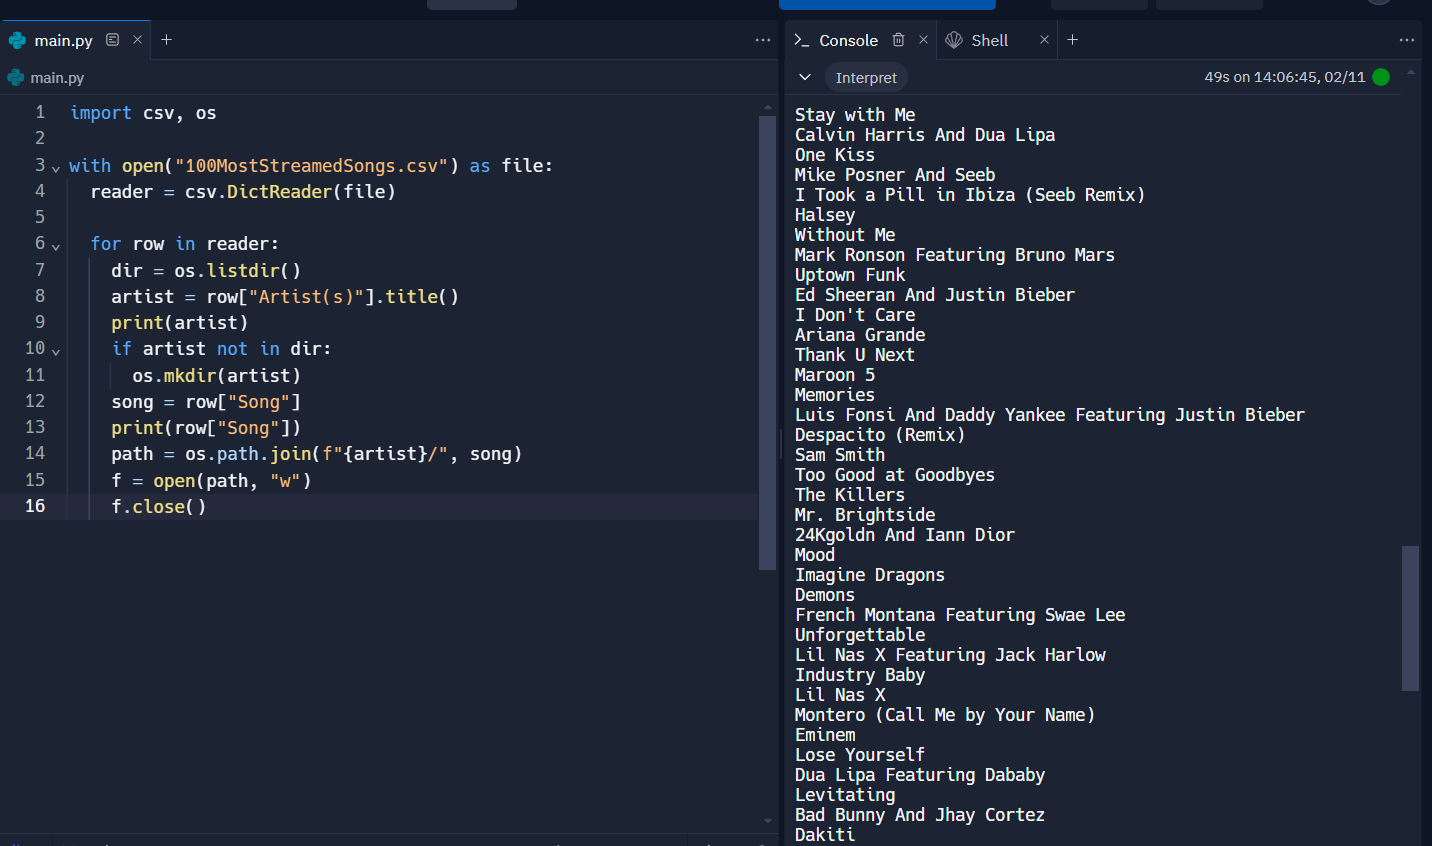 main.py
main.py
1 import csv, os
2
3 with open("100MostStreamedSongs.csv") as file:
4 reader = csv.DictReader(file)
5
6 for row in reader:
7 dir = os.listdir()
8 artist = row["Artist(s)"].title()
9 print(artist)
10 if artist not in dir:
11 os.mkdir(artist)
12 song = row["Song"]
13 print(row["Song"])
14 path = os.path.join(f"{artist}/", song)
15 f = open(path, "w")
16 f.close()
Console Shell
Interpret 49s on 14:06:45, 02/11
Stay with Me
Calvin Harris And Dua Lipa
One Kiss
Mike Posner And Seeb
I Took a Pill in Ibiza (Seeb Remix)
Halsey
Without Me
Mark Ronson Featuring Bruno Mars
Uptown Funk
Ed Sheeran And Justin Bieber
I Don't Care
Ariana Grande
Thank U Next
Maroon 5
Memories
Luis Fonsi And Daddy Yankee Featuring Justin Bieber
Despacito (Remix)
Sam Smith
Too Good at Goodbyes
The Killers
Mr. Brightside
24Kgoldn And Iann Dior
Mood
Imagine Dragons
Demons
French Montana Featuring Swae Lee
Unforgettable
Lil Nas X Featuring Jack Harlow
Industry Baby
Lil Nas X
Montero (Call Me by Your Name)
Eminem
Lose Yourself
Dua Lipa Featuring Dababy
Levitating
Bad Bunny And Jhay Cortez
Dakiti